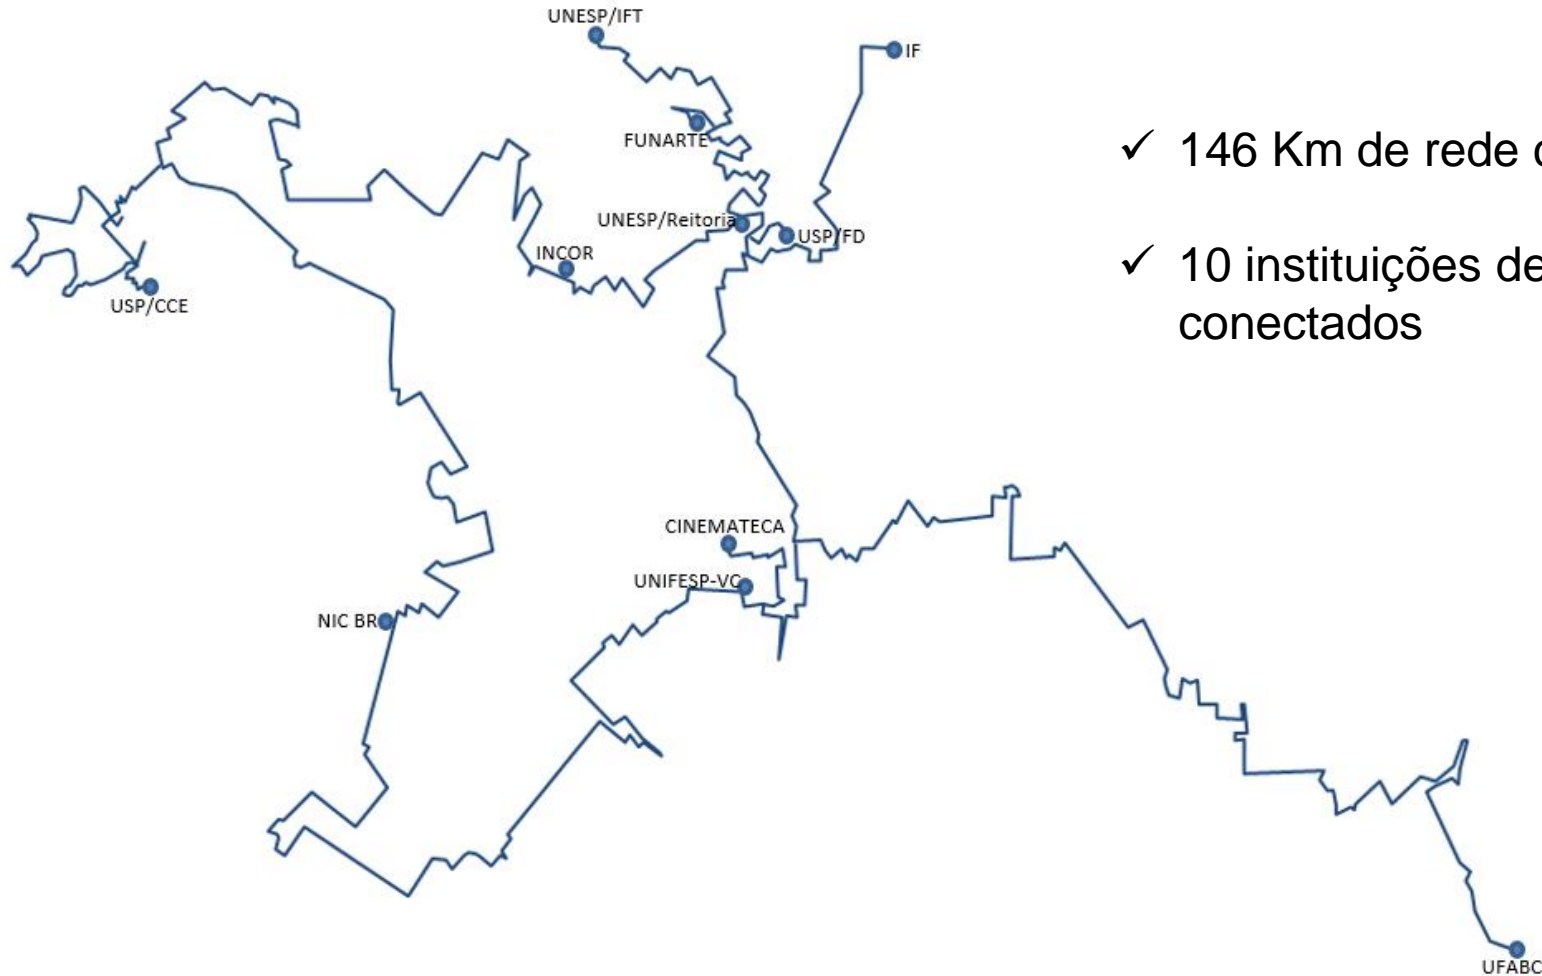 UNESP/IFT
IF
FUNARTE
✓ 146 Km de rede
UNESP/Reitoria
USP/FD
INCOR
✓ 10 instituições de
conectados
USP/CCE
CINEMATECA
UNIFESP-VC
NIC BR
UFABC